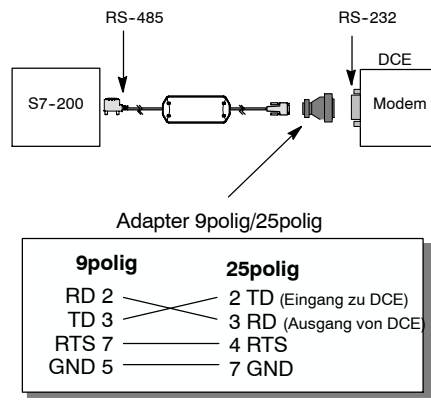 RS-485
RS-232
DCE
S7-200
Modem
Adapter 9polig/25polig
9polig 25polig
RD 2 2 TD (Eingang zu DCE)
TD 3 3 RD (Ausgang von DCE)
RTS 7 4 RTS
GND 5 7 GND